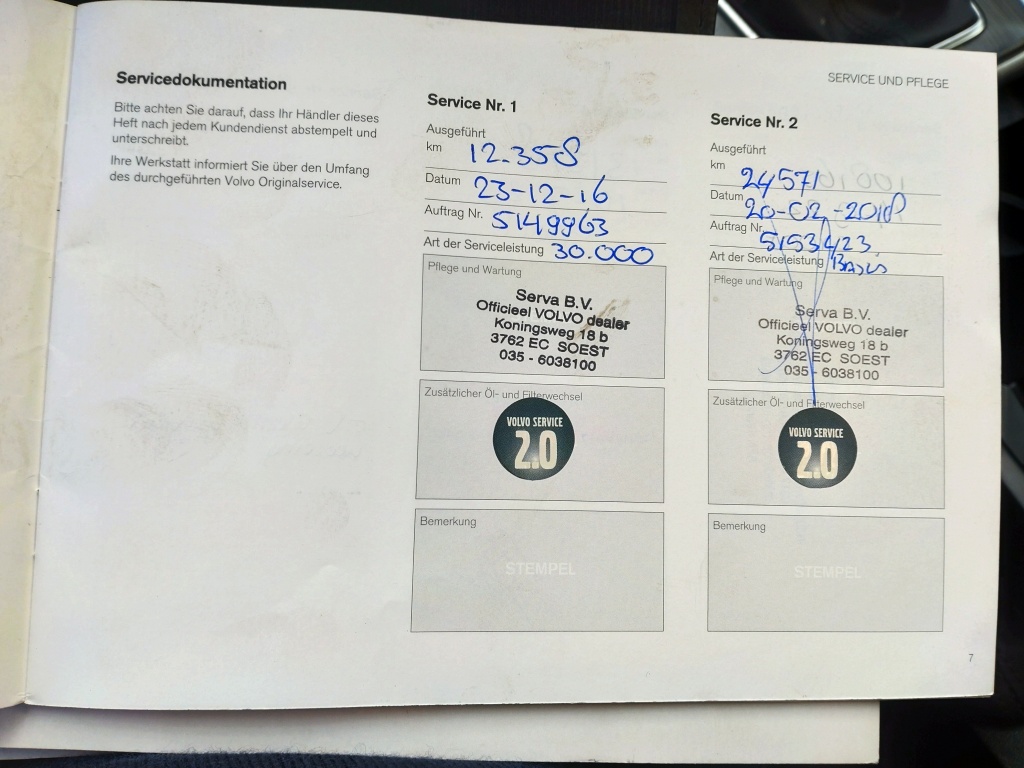 SERVICE UND PFLEGE
Servicedokumentation
Bitte achten Sie darauf, dass Ihr Händler dieses
Heft nach jedem Kundendienst abstempelt und
unterschreibt.
Ihre Werkstatt informiert Sie über den Umfang
des durchgeführten Volvo Originalservice.
Service Nr. 1
Ausgeführt
km 12.358
Datum 23-12-16
Auftrag Nr. 5149963
Art der Serviceleistung 30.000
Pflege und Wartung
Serva B.V.
Officieel VOLVO dealer
Koningsweg 18 b
3762 EC SOEST
035 - 6038100
Zusätzlicher Öl- und Filterwechsel
VOLVO SERVICE
2.0
Bemerkung
STEMPEL
Service Nr. 2
Ausgeführt
km 24571
Datum 20-02-2018
Auftrag Nr. 5153423
Art der Serviceleistung
Pflege und Wartung
Serva B.V.
Officieel VOLVO dealer
Koningsweg 18 b
3762 EC SOEST
035 - 6038100
Zusätzlicher Öl- und Filterwechsel
VOLVO SERVICE
2.0
Bemerkung
STEMPEL
7